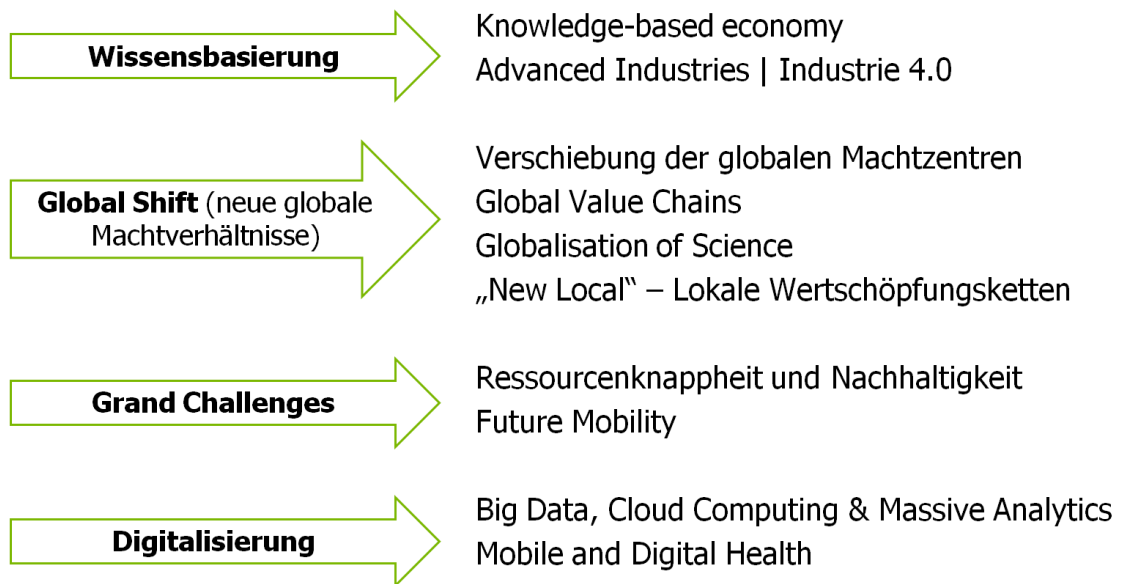 Wissensbasierung
Knowledge-based economy
Advanced Industries | Industrie 4.0
Global Shift (neue globale
Machtverhältnisse)
Verschiebung der globalen Machtzentren
Global Value Chains
Globalisation of Science
„New Local“ – Lokale Wertschöpfungsketten
Grand Challenges
Ressourcenknappheit und Nachhaltigkeit
Future Mobility
Digitalisierung
Big Data, Cloud Computing & Massive Analytics
Mobile and Digital Health